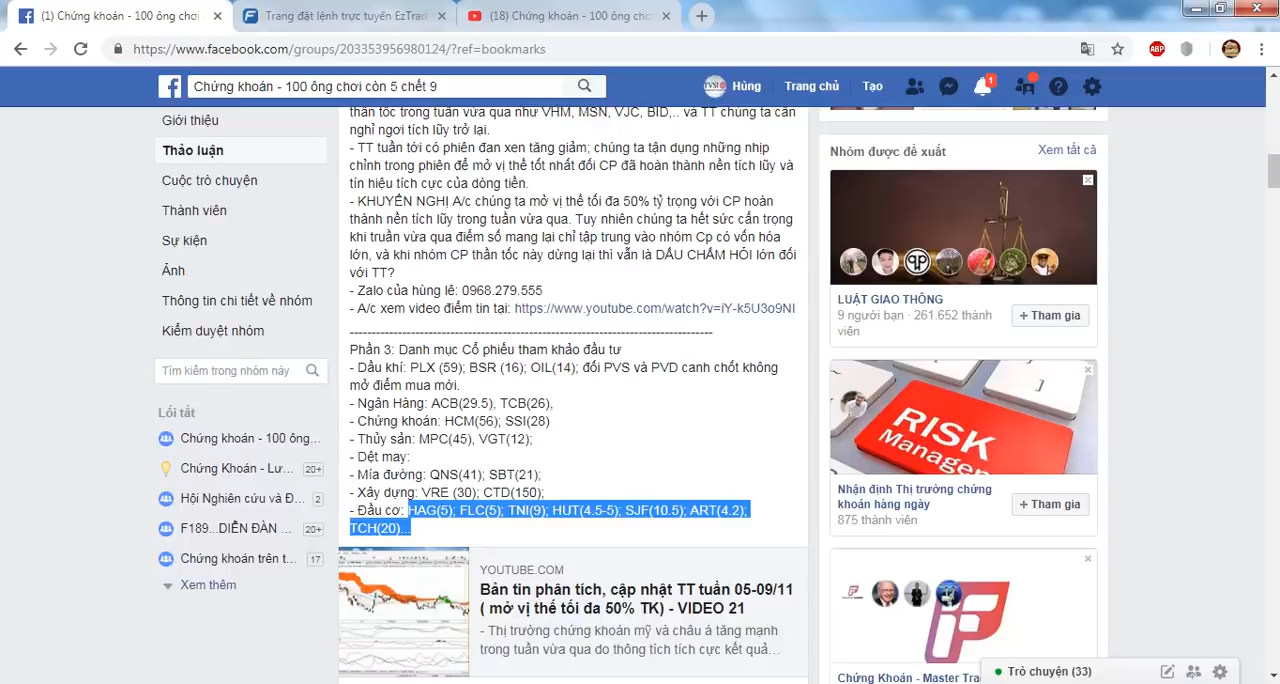 (1) Chứng khoán - 100 ông chơi
Trang đặt lệnh trực tuyến EzTrad
(18) Chứng khoán - 100 ông chơ
https://www.facebook.com/groups/203353956980124/?ref=bookmarks
ABP
Chứng khoán - 100 ông chơi còn 5 chết 9
TVSI
Hùng
Trang chủ
Tạo
1
Giới thiệu
Thảo luận
Cuộc trò chuyện
Thành viên
Sự kiện
Ảnh
Thông tin chi tiết về nhóm
Kiểm duyệt nhóm
Tìm kiếm trong nhóm này
Lối tắt
Chứng khoán - 100 ông...
Chứng Khoán - Lư... 20+
Hội Nghiên cứu và Đ... 2
F189.. DIỄN ĐÀN ... 20+
Chứng khoán trên t... 17
Xem thêm
thần tốc trong tuần vừa qua như VHM, MSN, VJC, BID,.. và TT chúng ta cần
nghỉ ngơi tích lũy trở lại.
- TT tuần tới có phiên đan xen tăng giảm; chúng ta tận dụng những nhịp
chỉnh trong phiên để mở vị thế tốt nhất đối CP đã hoàn thành nền tích lũy và
tín hiệu tích cực của dòng tiền.
- KHUYẾN NGHỊ A/c chúng ta mở vị thế tối đa 50% tỷ trọng với CP hoàn
thành nền tích lũy trong tuần vừa qua. Tuy nhiên chúng ta hết sức cẩn trọng
khi truần vừa qua điểm số mang lại chỉ tập trung vào nhóm Cp có vốn hóa
lớn, và khi nhóm CP thần tốc này dừng lại thì vẫn là DẤU CHẤM HỎI lớn đối
với TT?
- Zalo của hùng lê: 0968.279.555
- A/c xem video điểm tin tại: https://www.youtube.com/watch?v=iY-k5U3o9NI
--------------------------------------------------------------------------------
Phần 3: Danh mục Cổ phiếu tham khảo đầu tư
- Dầu khí: PLX (59); BSR (16); OIL(14); đối PVS và PVD canh chốt không
mở điểm mua mới.
- Ngân Hàng: ACB(29.5), TCB(26),
- Chứng khoán: HCM(56); SSI(28)
- Thủy sản: MPC(45), VGT(12);
- Dệt may:
- Mía đường: QNS(41); SBT(21);
- Xây dựng: VRE (30); CTD(150);
- Đầu cơ: HAG(5); FLC(5); TNI(9); HUT(4.5-5); SJF(10.5); ART(4.2);
TCH(20)...
YOUTUBE.COM
Bản tin phân tích, cập nhật TT tuần 05-09/11
( mở vị thế tối đa 50% TK) - VIDEO 21
- Thị trường chứng khoán mỹ và châu á tăng mạnh
trong tuần vừa qua do thông tích tích cực kết quả...
Nhóm được đề xuất
Xem tất cả
LUẬT GIAO THÔNG
9 người bạn · 261.652 thành
viên
+ Tham gia
RISK
Managem
Nhận định Thị trường chứng
khoán hàng ngày
875 thành viên
+ Tham gia
Chứng Khoán - Master Tra
Trò chuyện (33)